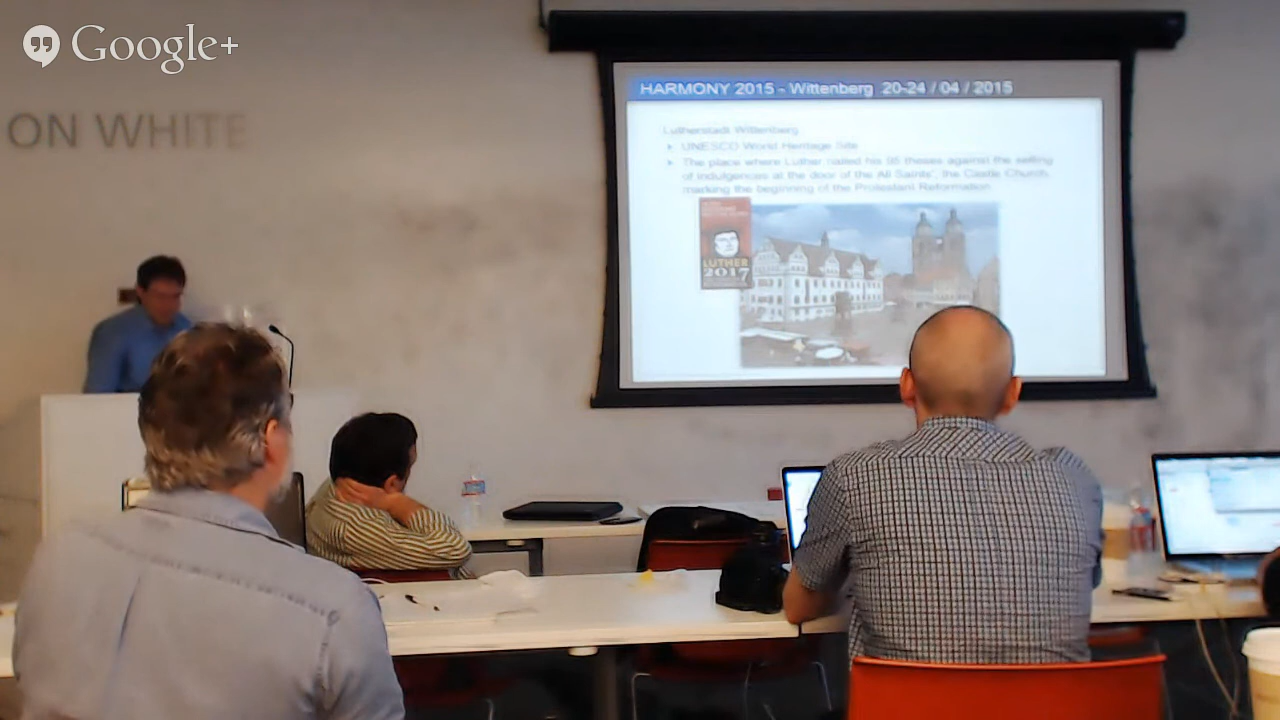 Google+
ON WHITE
HARMONY 2015 - Wittenberg 20-24 / 04 / 2015
Lutherstadt Wittenberg
UNESCO World Heritage Site
The place where Luther nailed his 95 theses against the selling
of indulgences at the door of the All Saints', the Castle Church,
marking the beginning of the Protestant Reformation
LUTHER
2017